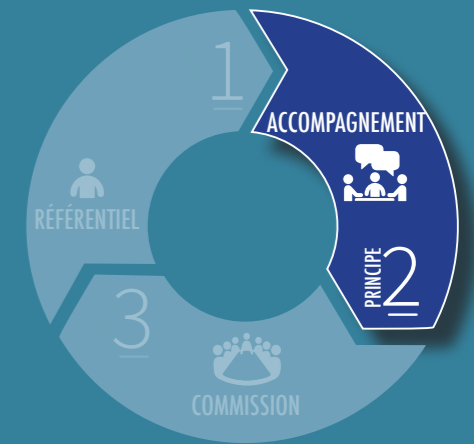 1
RÉFÉRENTIEL
ACCOMPAGNEMENT
PRINCIPE 2
3
COMMISSION